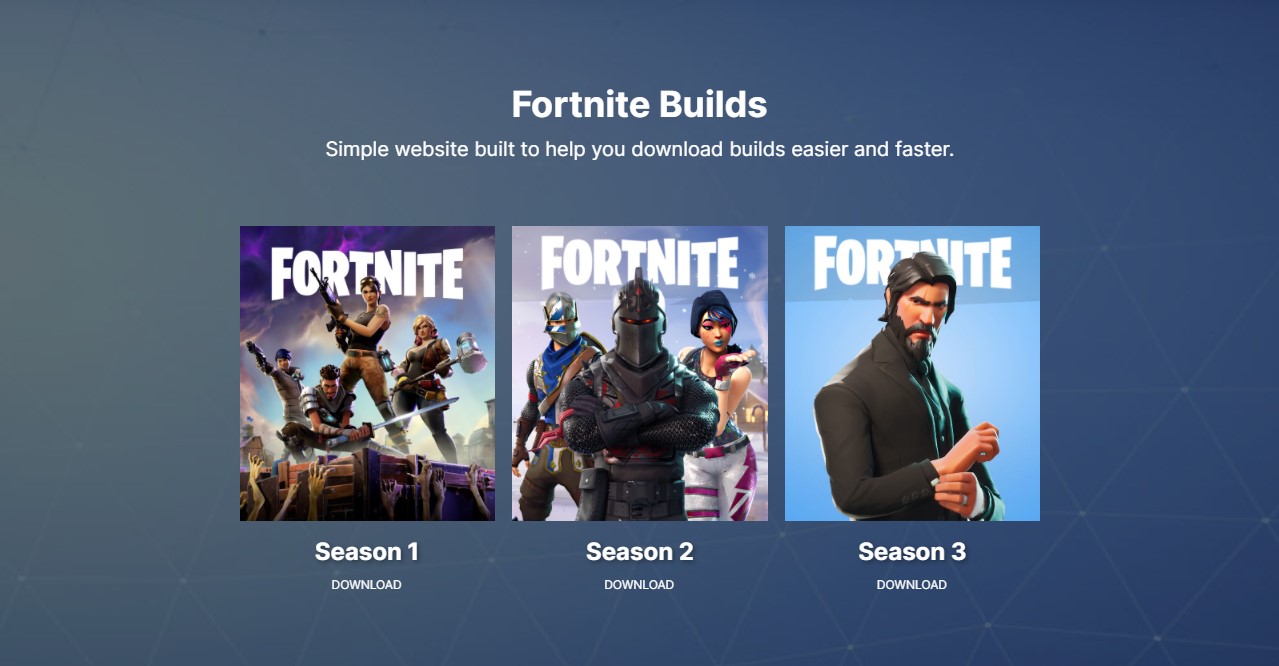 Fortnite Builds
Simple website built to help you download builds easier and faster.
FORTNITE
FORTNITE
FORTNITE
Season 1
Season 2
Season 3
DOWNLOAD
DOWNLOAD
DOWNLOAD